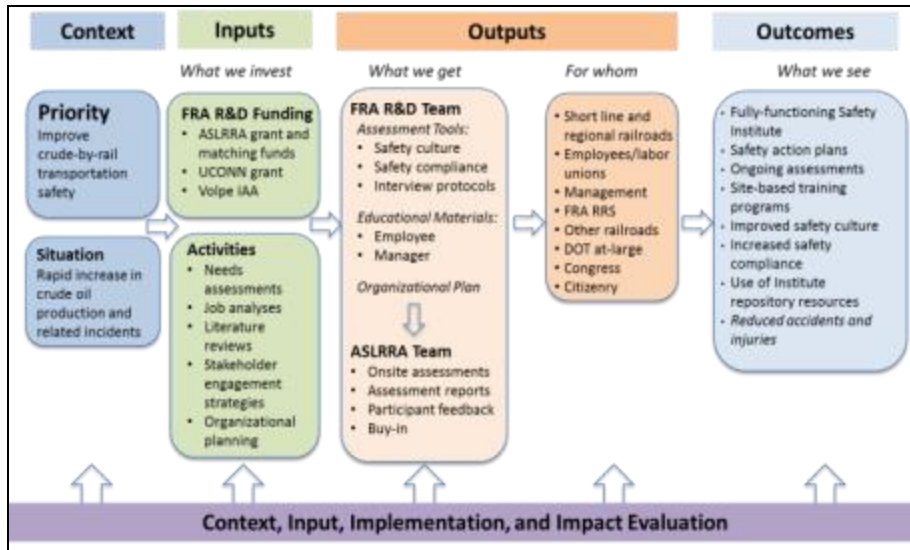 Context
Inputs
Outputs
Outcomes
What we invest
What we get
For whom
What we see
Priority
Improve
crude-by-rail
transportation
safety
Situation
Rapid increase in
crude oil
production and
related incidents
FRA R&D Funding
• ASLRRA grant and
matching funds
• UCONN grant
• Volpe IAA
Activities
• Needs
assessments
• Job analyses
• Literature
reviews
• Stakeholder
engagement
strategies
• Organizational
planning
FRA R&D Team
Assessment Tools:
• Safety culture
• Safety compliance
• Interview protocols
Educational Materials:
• Employee
• Manager
Organizational Plan
ASLRRA Team
• Onsite assessments
• Assessment reports
• Participant feedback
• Buy-in
• Short line and
regional railroads
• Employees/labor
unions
• Management
• FRA RRS
• Other railroads
• DOT at-large
• Congress
• Citizenry
• Fully-functioning Safety
Institute
• Safety action plans
• Ongoing assessments
• Site-based training
programs
• Improved safety culture
• Increased safety
compliance
• Use of Institute
repository resources
• Reduced accidents and
injuries
Context, Input, Implementation, and Impact Evaluation